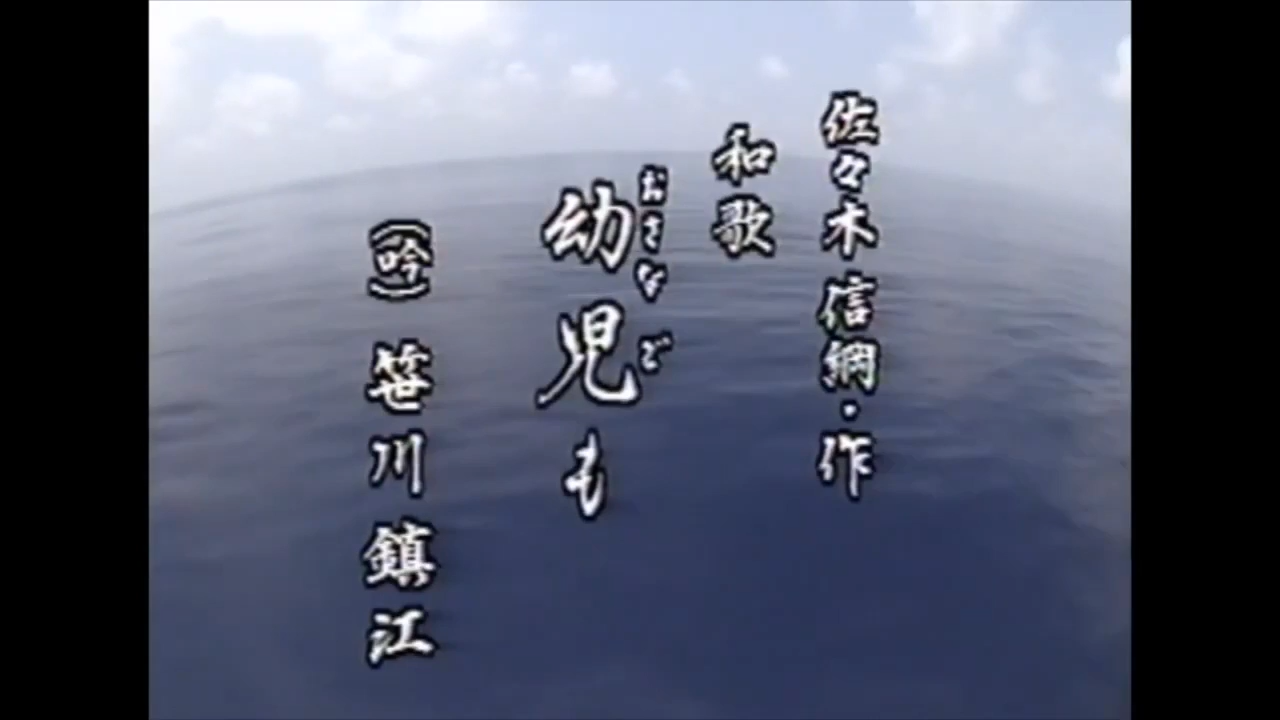 佐々木信綱・作
和歌
幼児も
おさなご
(吟) 笹川鎮江